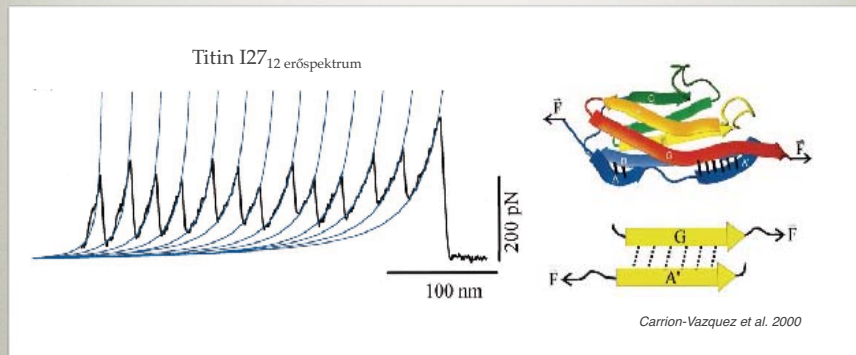 Titin I27₁₂ erőspektrum
200 pN
100 nm
F
F
G
G
A'
G
F
A'
F
Carrion-Vazquez et al. 2000